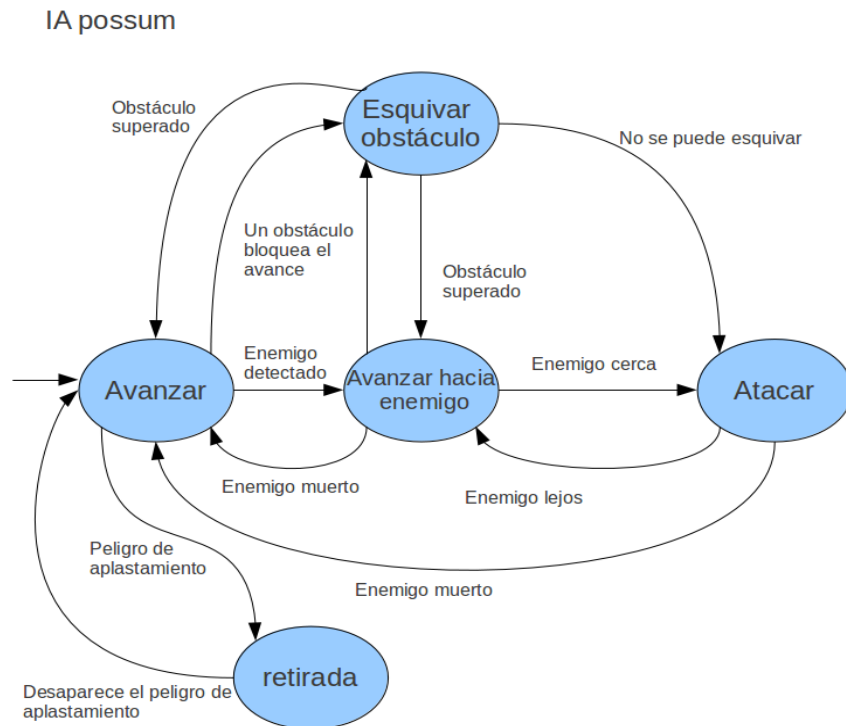 IA possum
Esquivar
obstáculo
Obstáculo
superado
No se puede esquivar
Un obstáculo
bloquea el
avance
Obstáculo
superado
Enemigo
detectado
Enemigo cerca
Avanzar
Avanzar hacia
enemigo
Atacar
Enemigo muerto
Enemigo lejos
Peligro de
aplastamiento
Enemigo muerto
retirada
Desaparece el peligro de
aplastamiento